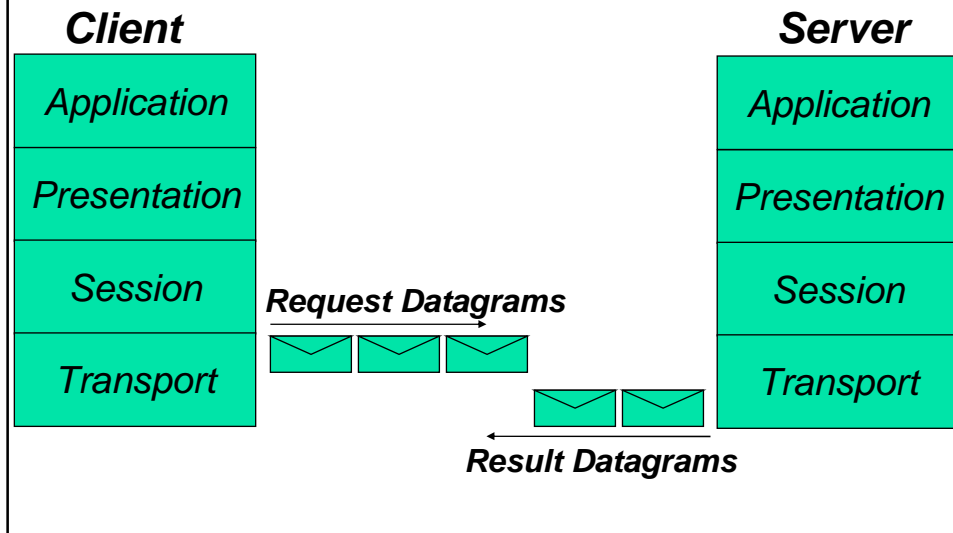 Client
Server
Application
Application
Presentation
Presentation
Session
Session
Request Datagrams
Transport
Transport
Result Datagrams